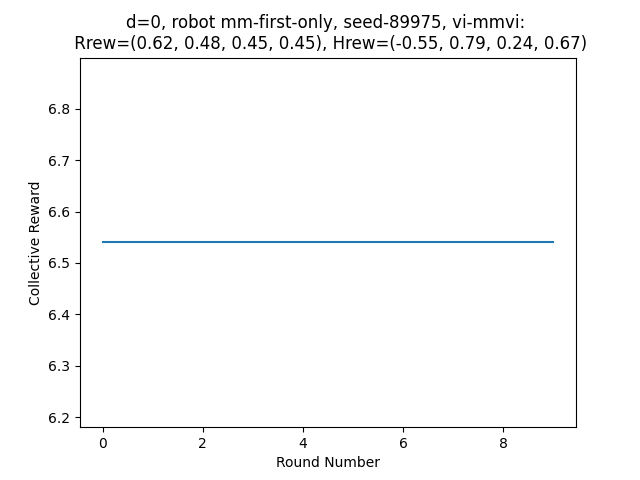 d=0, robot mm-first-only, seed-89975, vi-mmvi:
Rrew=(0.62, 0.48, 0.45, 0.45), Hrew=(-0.55, 0.79, 0.24, 0.67)
6.8
6.7
6.6
6.5
6.4
6.3
6.2
Collective Reward
0 2 4 6 8
Round Number